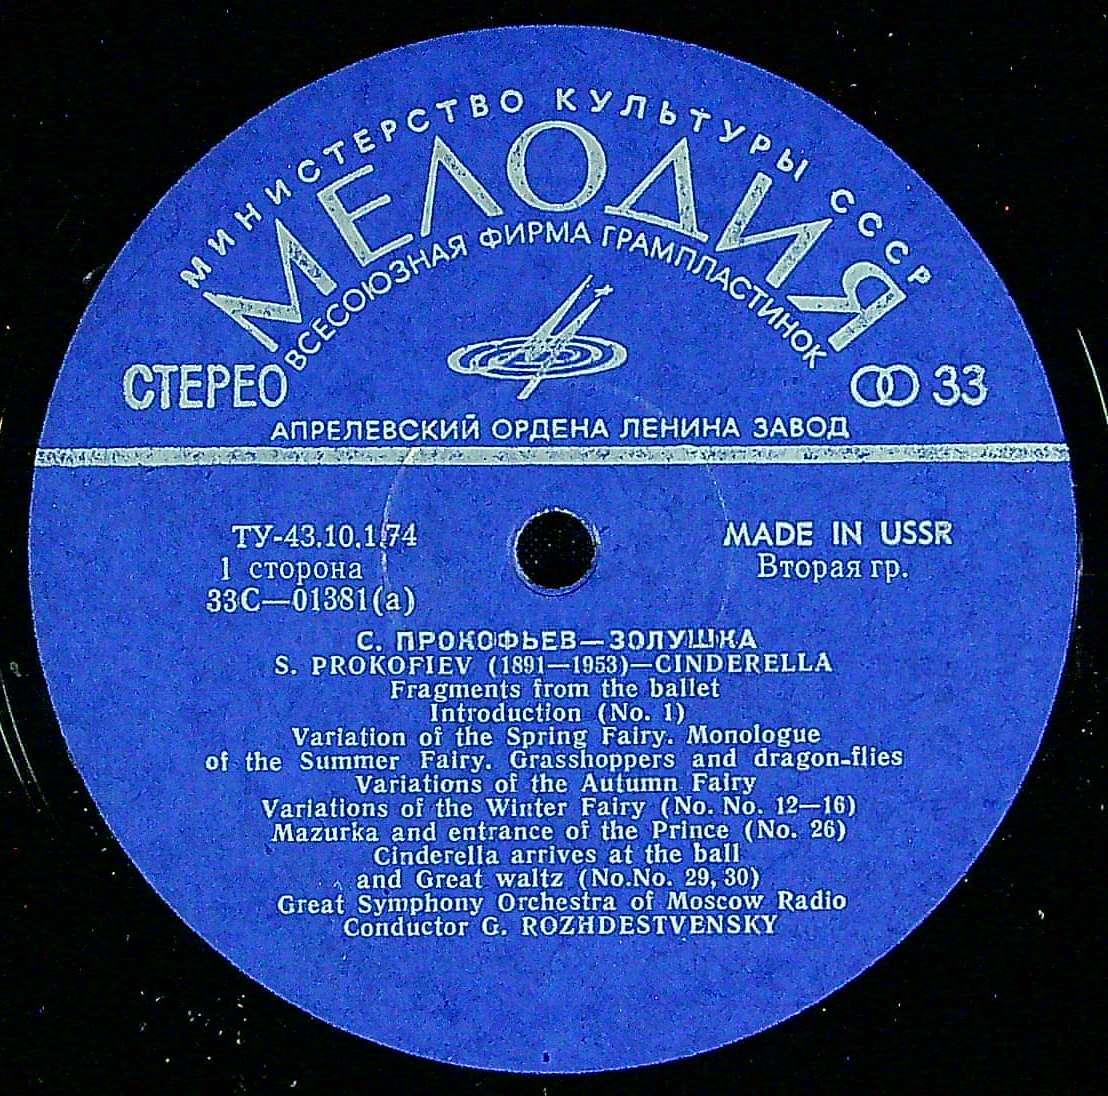 МИНИСТЕРСТВО КУЛЬТУРЫ СССР
МЕЛОДИЯ
ВСЕСОЮЗНАЯ ФИРМА ГРАМПЛАСТИНОК
СТЕРЕО
33
АПРЕЛЕВСКИЙ ОРДЕНА ЛЕНИНА ЗАВОД
ТУ-43.10.1.74
MADE IN USSR
1 сторона
Вторая гр.
33С—01381(а)
С. ПРОКОФЬЕВ—ЗОЛУШКА
S. PROKOFIEV (1891—1953)—CINDERELLA
Fragments from the ballet
Introduction (No. 1)
Variation of the Spring Fairy. Monologue
of the Summer Fairy. Grasshoppers and dragon-flies
Variations of the Autumn Fairy
Variations of the Winter Fairy (No. No. 12—16)
Mazurka and entrance of the Prince (No. 26)
Cinderella arrives at the ball
and Great waltz (No.No. 29, 30)
Great Symphony Orchestra of Moscow Radio
Conductor G. ROZHDESTVENSKY